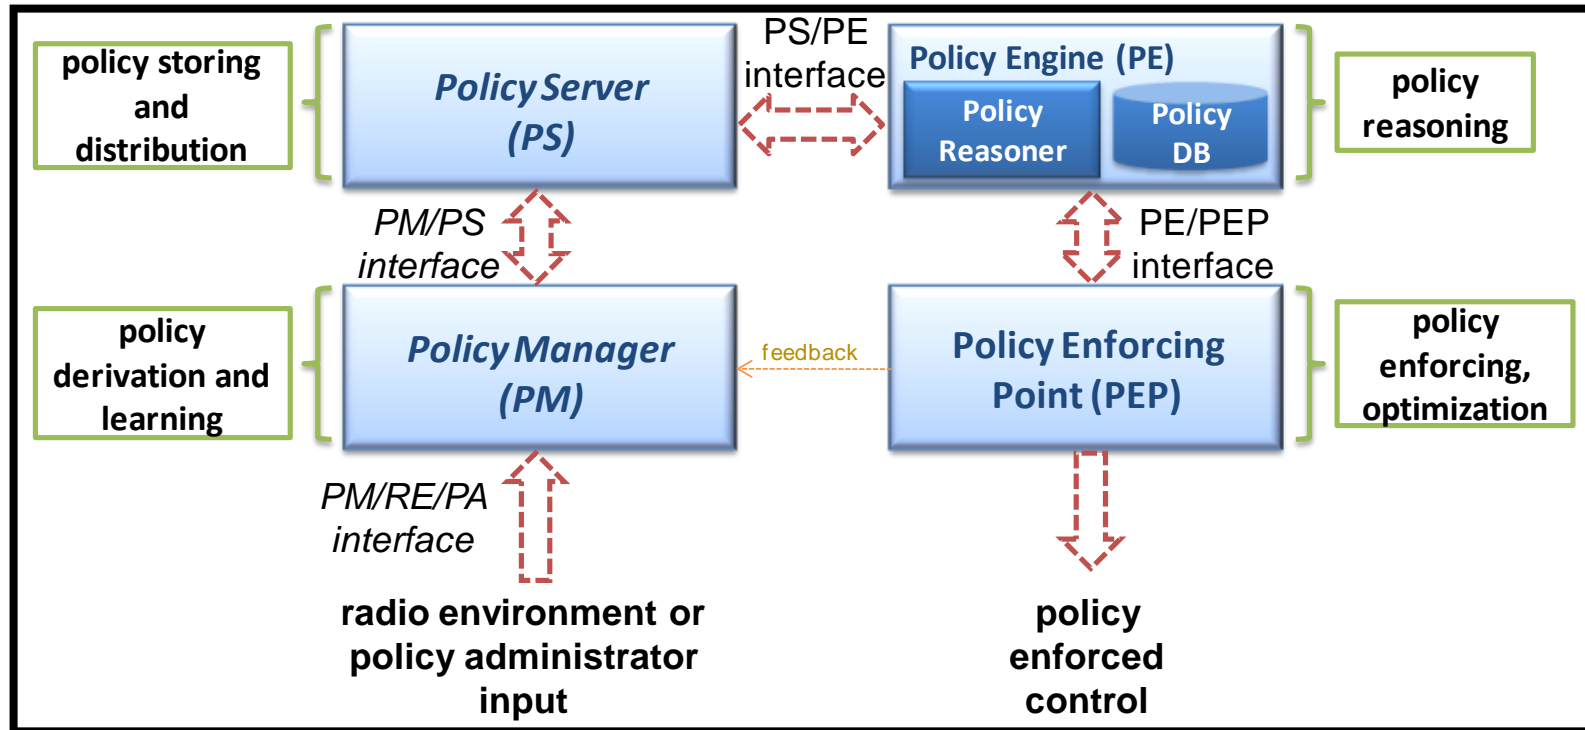 policy storing
and
distribution
Policy Server
(PS)
PS/PE
interface
Policy Engine (PE)
Policy
Reasoner
Policy
DB
policy
reasoning
PM/PS
interface
PE/PEP
interface
policy
derivation and
learning
Policy Manager
(PM)
feedback
Policy Enforcing
Point (PEP)
policy
enforcing,
optimization
PM/RE/PA
interface
radio environment or
policy administrator
input
policy
enforced
control